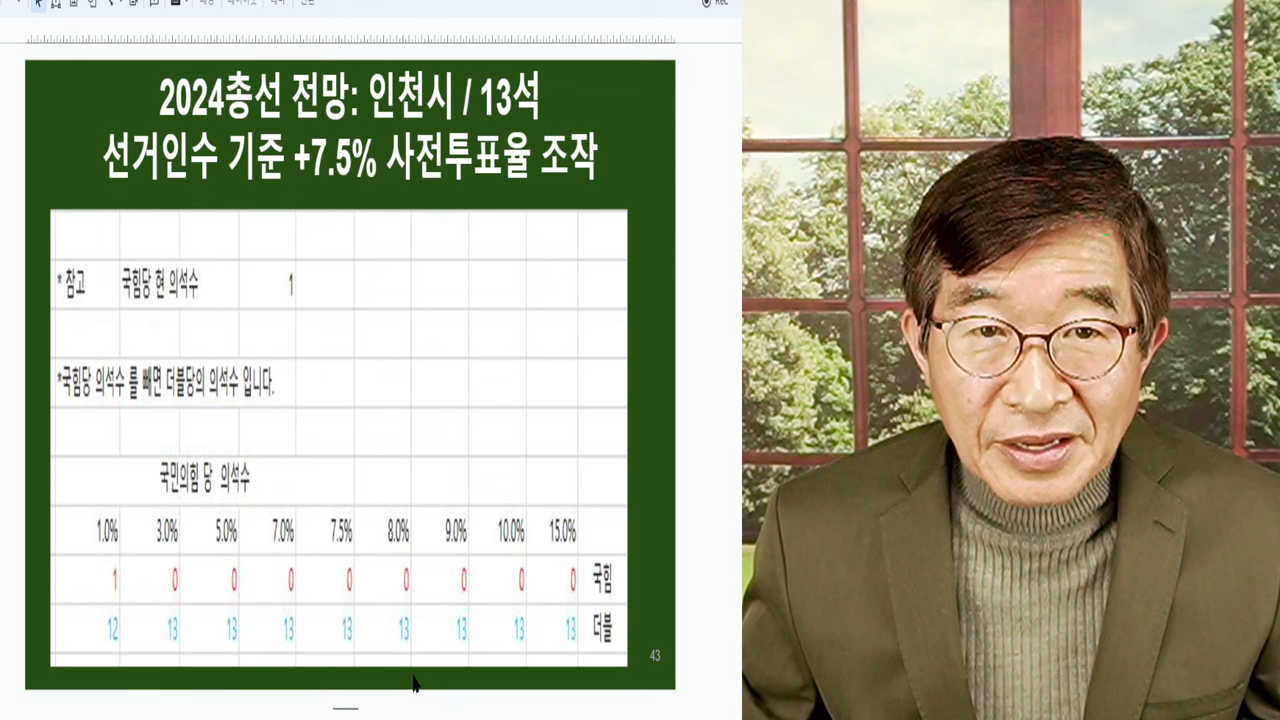 Rec
2024총선 전망: 인천시 / 13석
선거인수 기준 +7.5% 사전투표율 조작
* 참고 국힘당 현 의석수 1
*국힘당 의석수 를 빼면 더블당의 의석수 입니다.
국민의힘 당 의석수
1.0% 3.0% 5.0% 7.0% 7.5% 8.0% 9.0% 10.0% 15.0%
1 0 0 0 0 0 0 0 0 국힘
12 13 13 13 13 13 13 13 13 더블
43